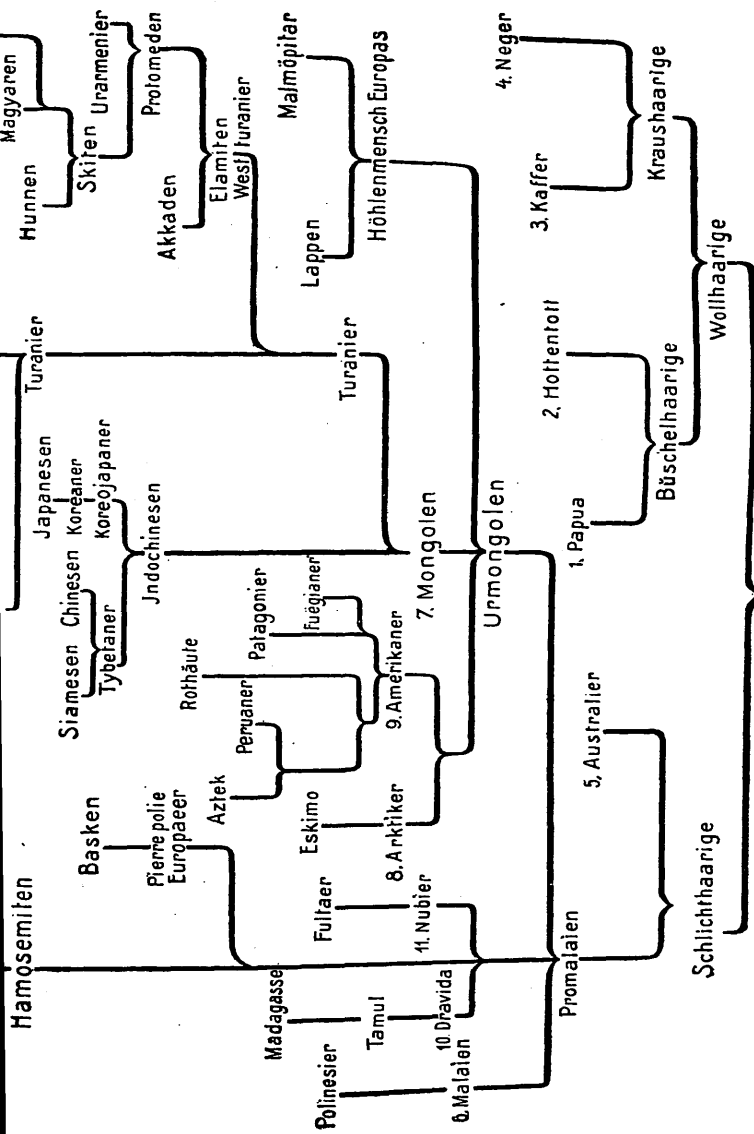 Magyaren
Hunnen
Skiten
Urarmenier
Protomeden
Akkaden
Elamiten
Westturanier
Malmöpitar
Lappen
Höhlenmensch Europas
4. Neger
3. Kaffer
Kraushaarige
2. Hottentott
1. Papua
Büschelhaarige
Wollhaarige
Turanier
Turanier
Japanesen
Koreaner
Koreojapaner
Siamesen
Chinesen
Tybetaner
Jndochinesen
7. Mongolen
Urmongolen
Rothäute
Patagonier
Fuëgianer
Peruaner
Aztek
9. Amerikaner
Eskimo
8. Arktiker
5. Australier
Basken
Pierre polie
Europaeer
Hamosemiten
Fultaer
11. Nubier
Madagasse
Tamul
10. Dravida
Polinesier
6. Malaien
Promalaien
Schlichthaarige